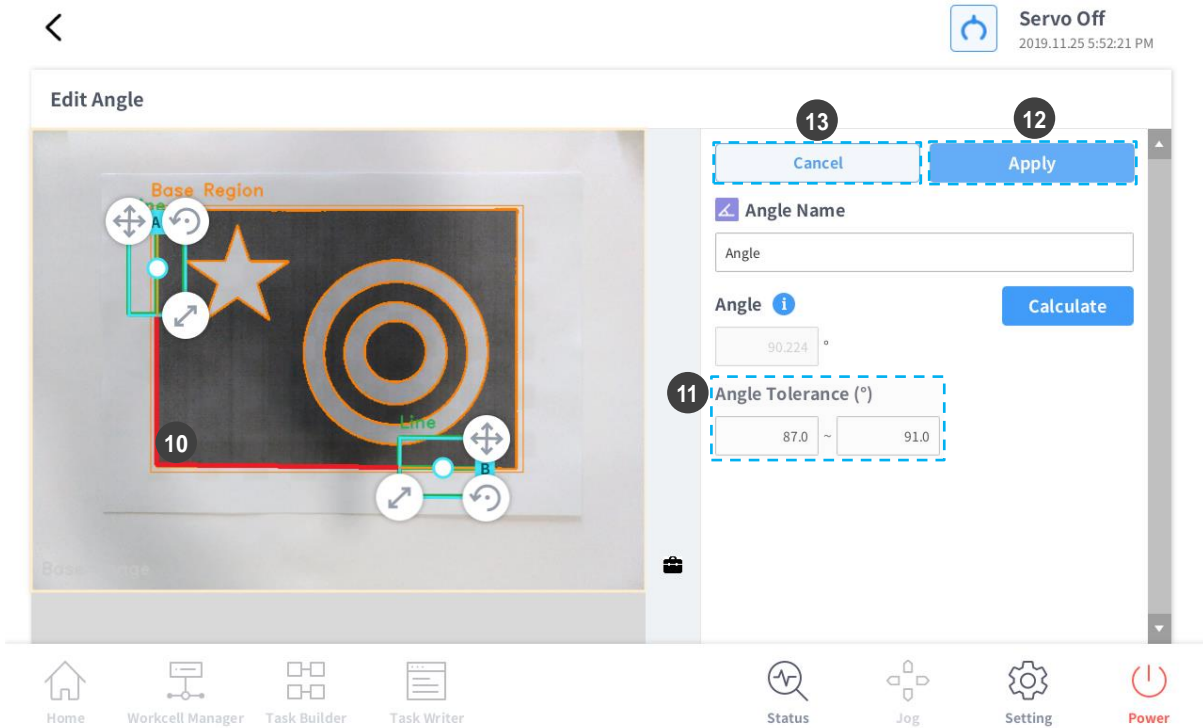 Servo Off
2019.11.25 5:52:21 PM
Edit Angle
13
12
Cancel
Apply
Base Region
A
Angle Name
Angle
Angle i
Calculate
90.224 °
11
Angle Tolerance (°)
87.0 ~ 91.0
Line
10
B
Home
Workcell Manager
Task Builder
Task Writer
Status
Jog
Setting
Power